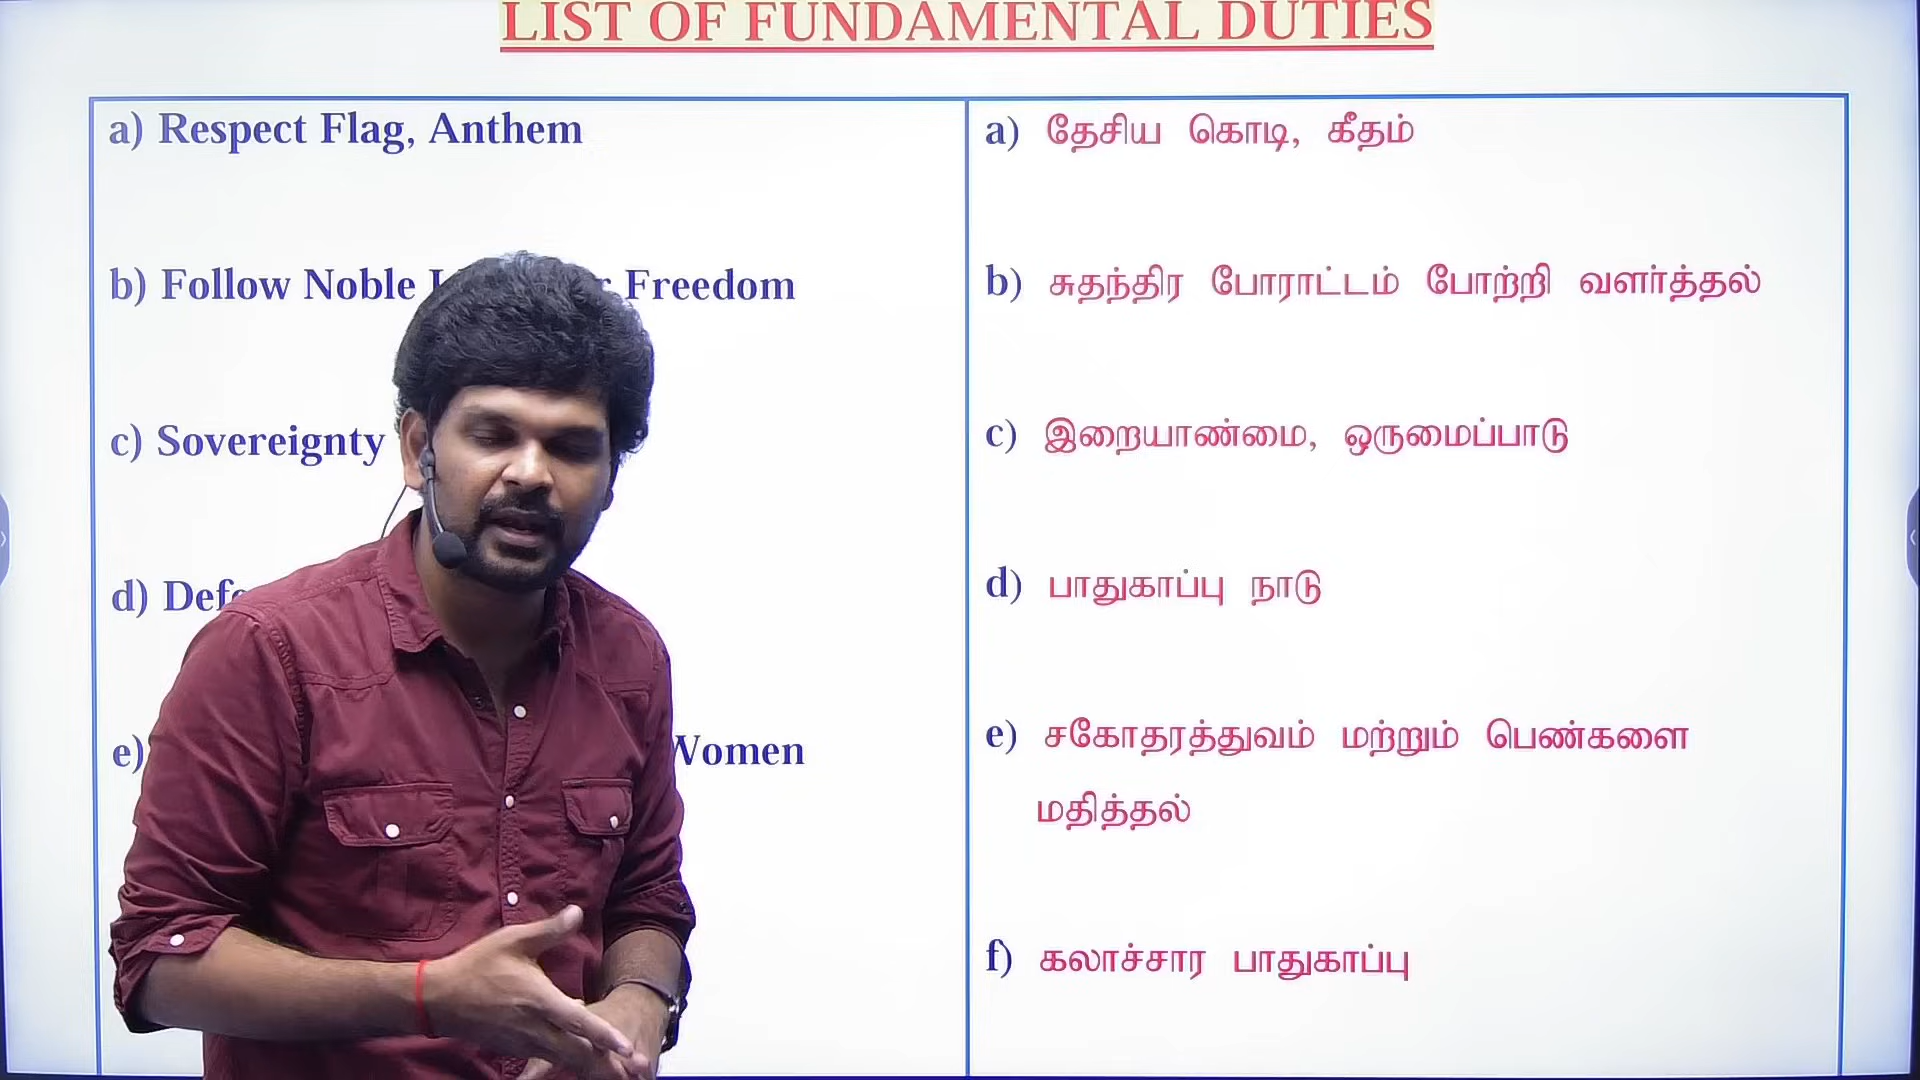 LIST OF FUNDAMENTAL DUTIES
a) Respect Flag, Anthem
b) Follow Noble Freedom
c) Sovereignty
d)
e) Women
a) தேசிய கொடி, கீதம்
b) சுதந்திர போராட்டம் போற்றி வளர்த்தல்
c) இறையாண்மை, ஒருமைப்பாடு
d) பாதுகாப்பு நாடு
e) சகோதரத்துவம் மற்றும் பெண்களை
மதித்தல்
f) கலாச்சார பாதுகாப்பு